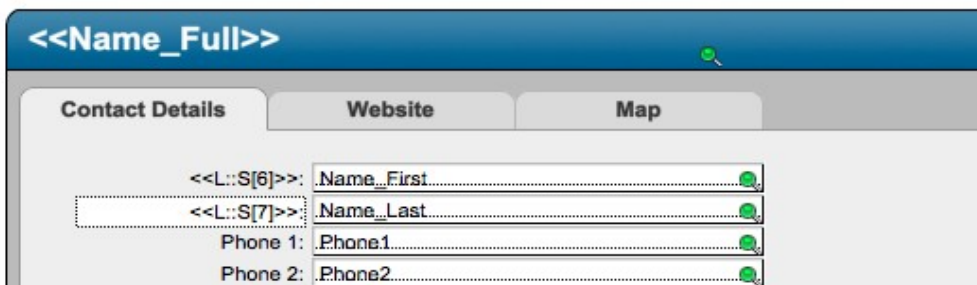 <<Name_Full>>
Contact Details Website Map
<<L::S[6]>>: Name_First
<<L::S[7]>>: Name_Last
Phone 1: Phone1
Phone 2: Phone2